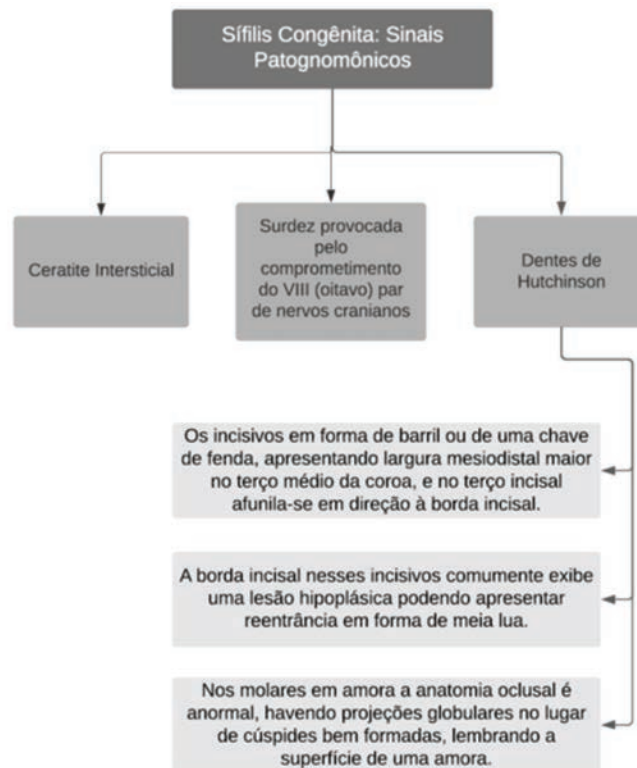 Sífilis Congênita: Sinais
Patognomônicos
Ceratite Intersticial
Surdez provocada
pelo
comprometimento
do VIII (oitavo) par
de nervos cranianos
Dentes de
Hutchinson
Os incisivos em forma de barril ou de uma chave
de fenda, apresentando largura mesiodistal maior
no terço médio da coroa, e no terço incisal
afunila-se em direção à borda incisal.
A borda incisal nesses incisivos comumente exibe
uma lesão hipoplásica podendo apresentar
reentrância em forma de meia lua.
Nos molares em amora a anatomia oclusal é
anormal, havendo projeções globulares no lugar
de cúspides bem formadas, lembrando a
superfície de uma amora.